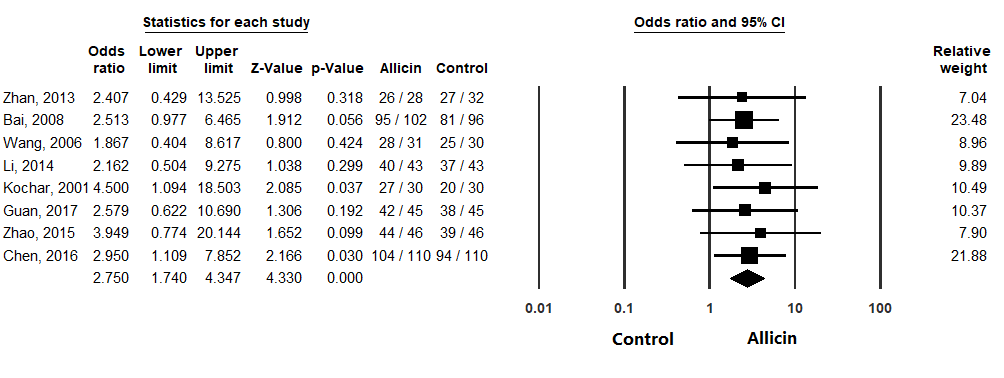 Statistics for each study Odds ratio and 95% CI
Odds Lower Upper Relative
ratio limit limit Z-Value p-Value Allicin Control weight
Zhan, 2013 2.407 0.429 13.525 0.998 0.318 26 / 28 27 / 32 7.04
Bai, 2008 2.513 0.977 6.465 1.912 0.056 95 / 102 81 / 96 23.48
Wang, 2006 1.867 0.404 8.617 0.800 0.424 28 / 31 25 / 30 8.96
Li, 2014 2.162 0.504 9.275 1.038 0.299 40 / 43 37 / 43 9.89
Kochar, 2001 4.500 1.094 18.503 2.085 0.037 27 / 30 20 / 30 10.49
Guan, 2017 2.579 0.622 10.690 1.306 0.192 42 / 45 38 / 45 10.37
Zhao, 2015 3.949 0.774 20.144 1.652 0.099 44 / 46 39 / 46 7.90
Chen, 2016 2.950 1.109 7.852 2.166 0.030 104 / 110 94 / 110 21.88
2.750 1.740 4.347 4.330 0.000
0.01 0.1 1 10 100
Control Allicin